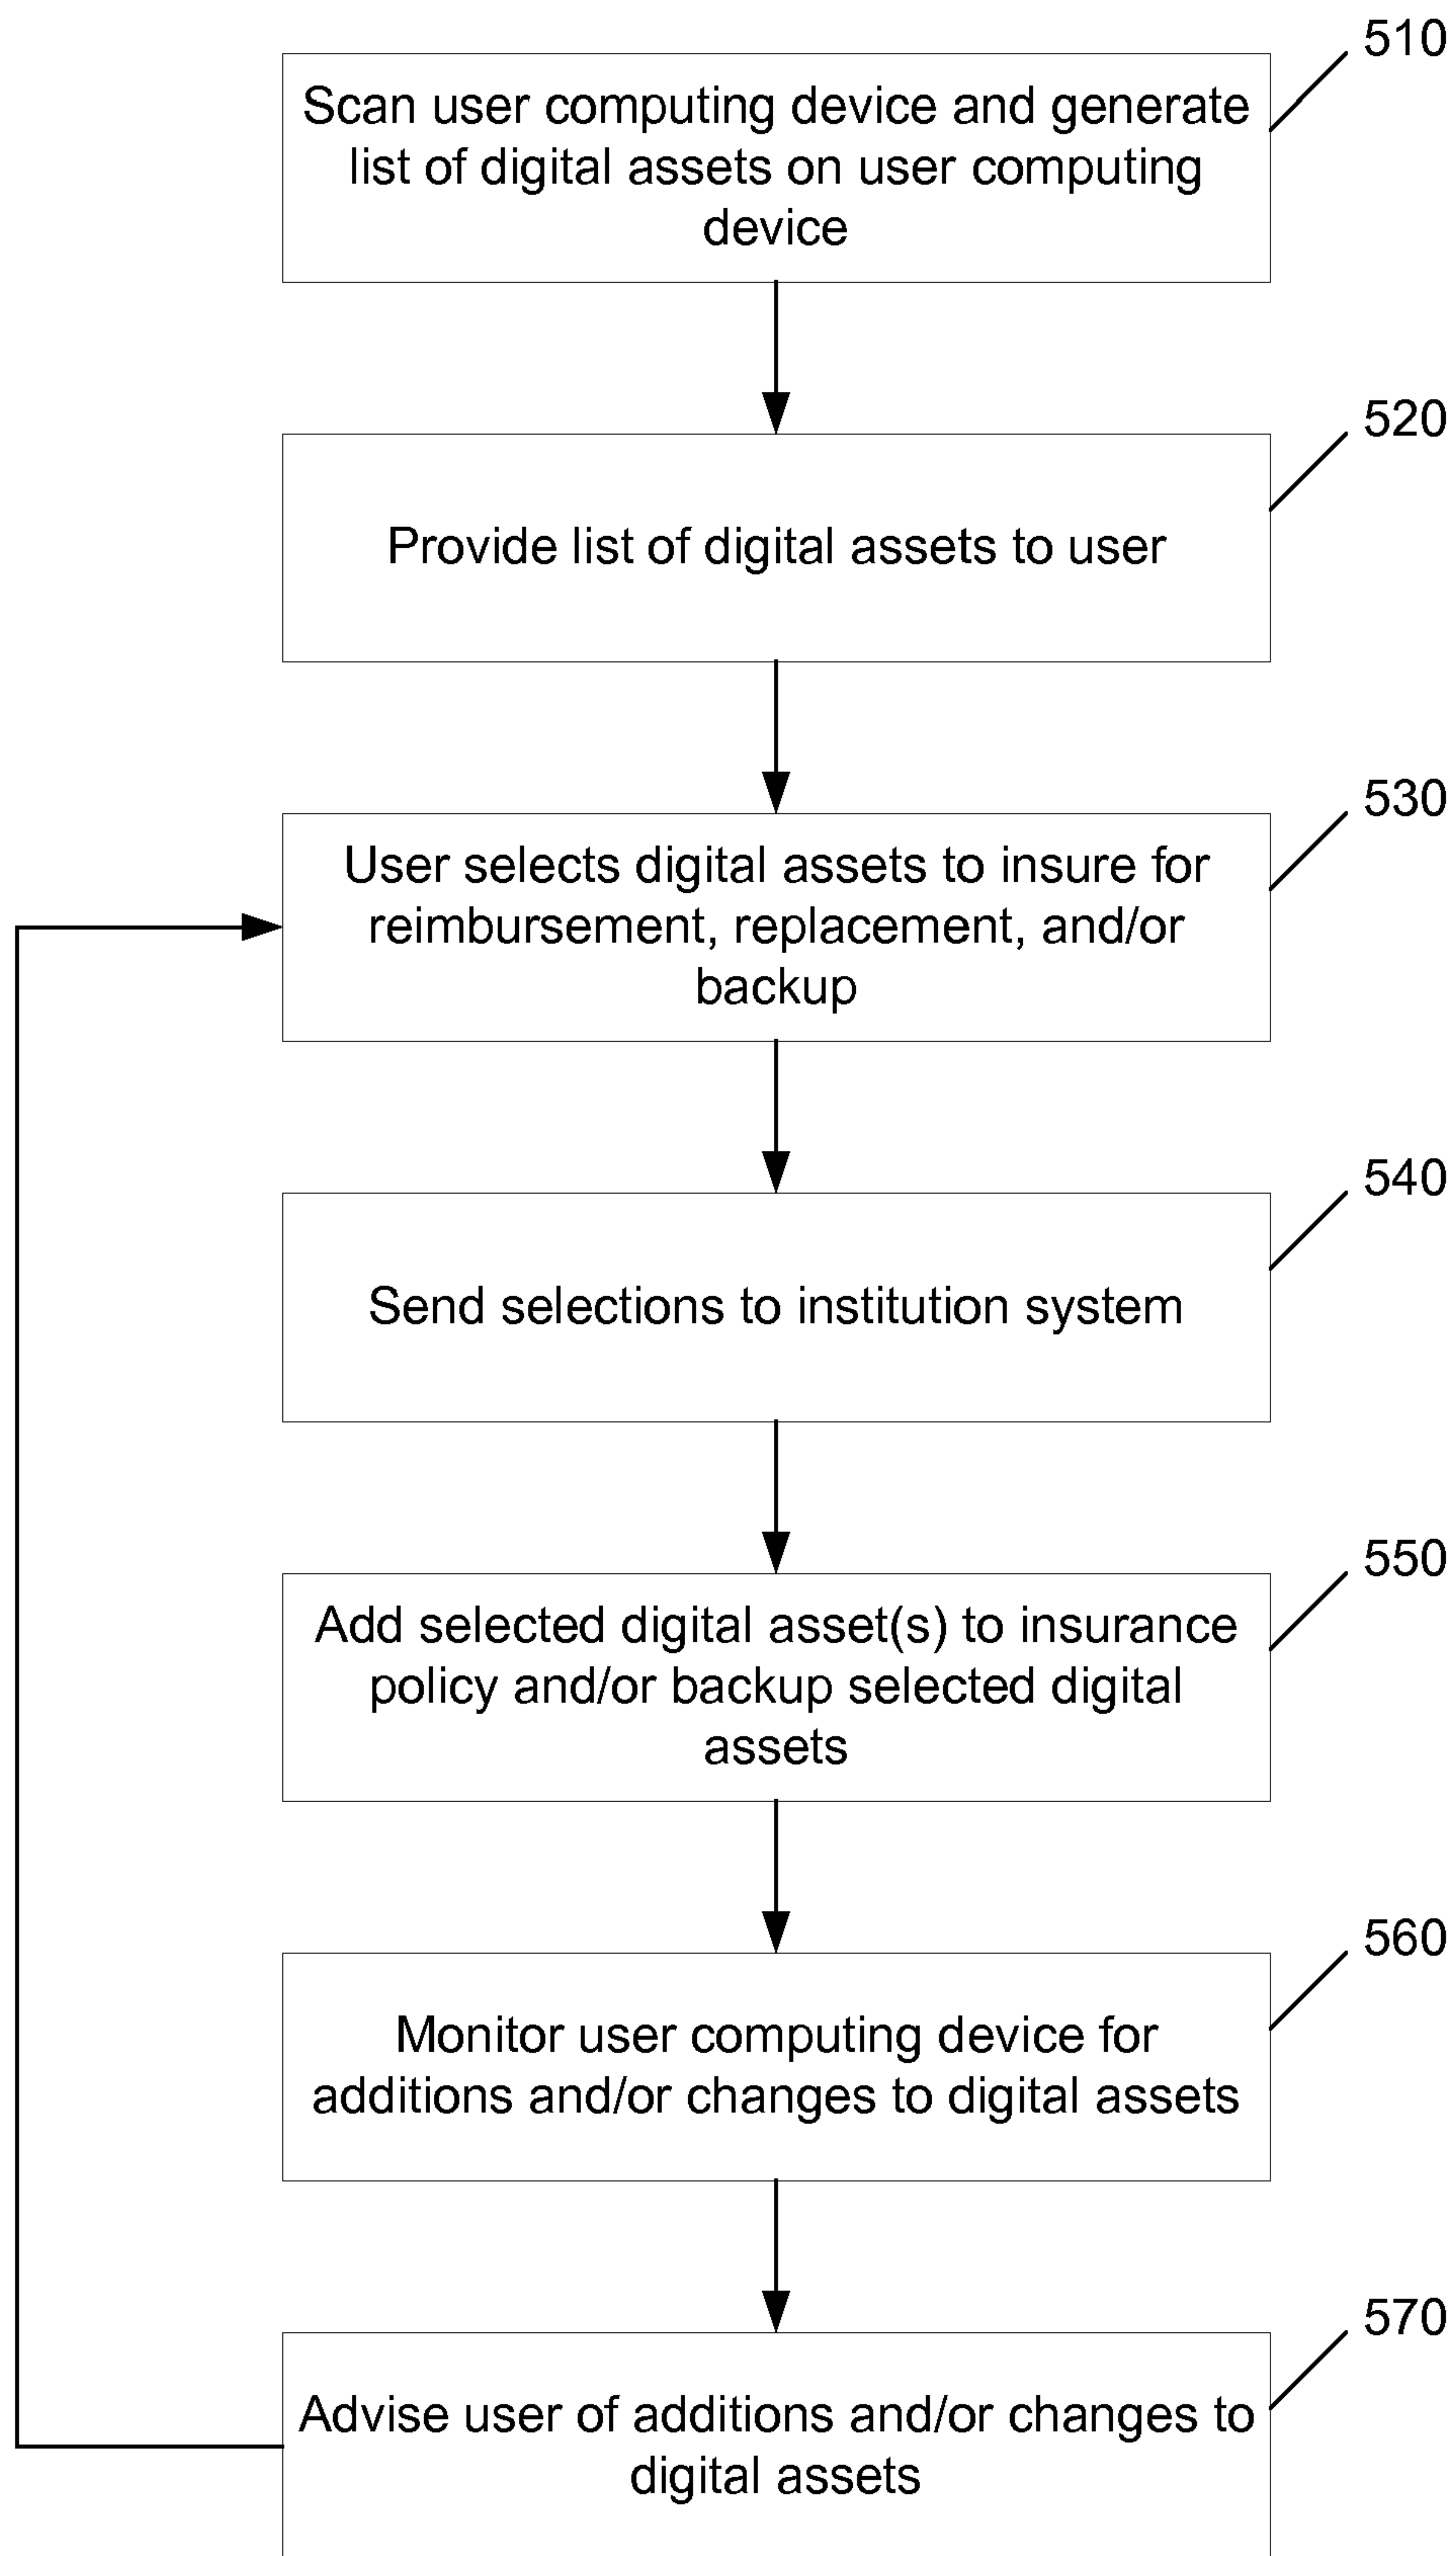 510
Scan user computing device and generate
list of digital assets on user computing
device
520
Provide list of digital assets to user
530
User selects digital assets to insure for
reimbursement, replacement, and/or
backup
540
Send selections to institution system
550
Add selected digital asset(s) to insurance
policy and/or backup selected digital
assets
560
Monitor user computing device for
additions and/or changes to digital assets
570
Advise user of additions and/or changes to
digital assets